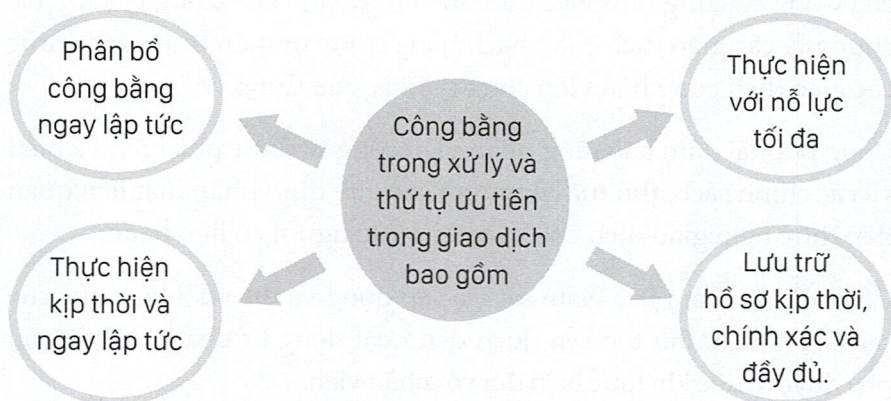 Phân bổ
công bằng
ngay lập tức
Thực hiện
với nỗ lực
tối đa
Công bằng
trong xử lý và
thứ tự ưu tiên
trong giao dịch
bao gồm
Thực hiện
kịp thời và
ngay lập tức
Lưu trữ
hồ sơ kịp thời,
chính xác và
đầy đủ.